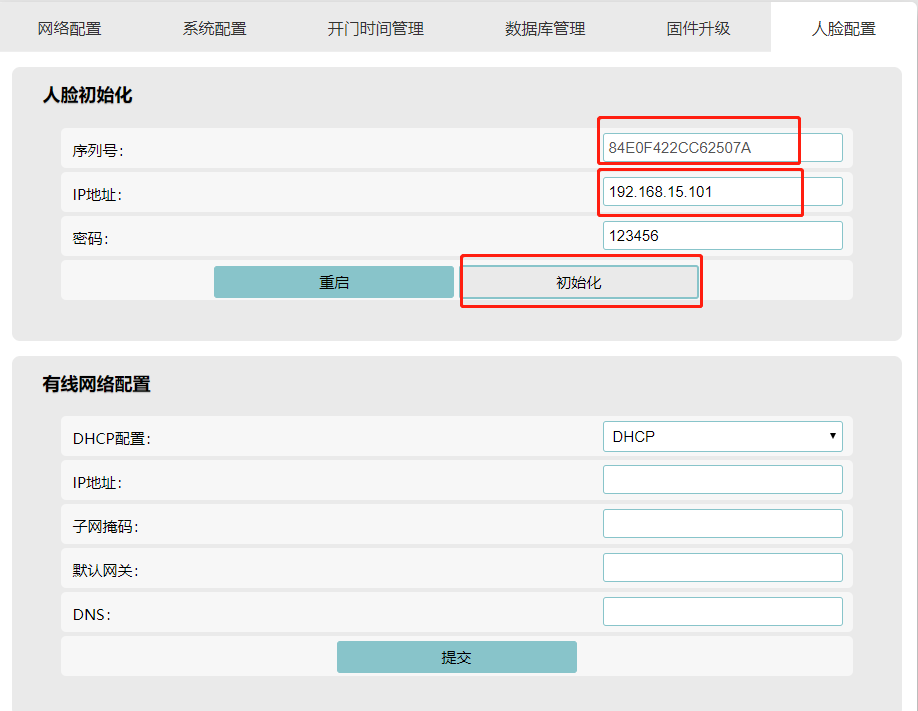 网络配置 系统配置 开门时间管理 数据库管理 固件升级 人脸配置
人脸初始化
序列号: 84E0F422CC62507A
IP地址: 192.168.15.101
密码: 123456
重启 初始化
有线网络配置
DHCP配置: DHCP
IP地址:
子网掩码:
默认网关:
DNS:
提交